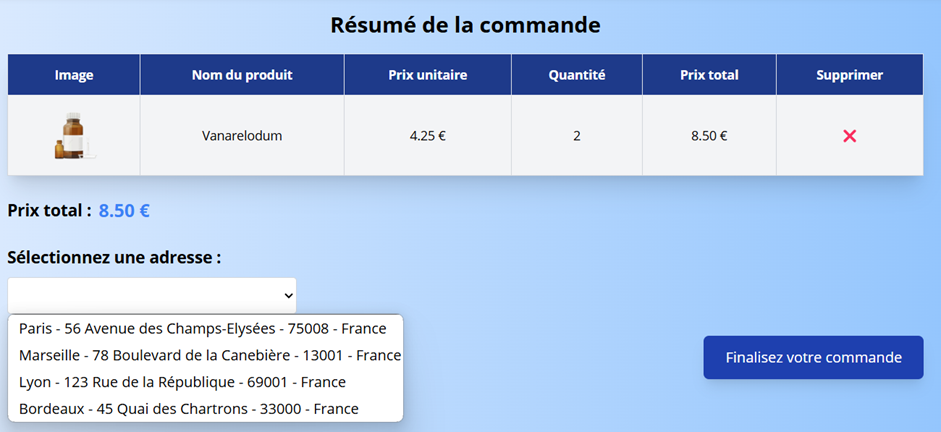 Résumé de la commande
Image Nom du produit Prix unitaire Quantité Prix total Supprimer
Vanarelodum 4.25 € 2 8.50 €
Prix total : 8.50 €
Sélectionnez une adresse :
Paris - 56 Avenue des Champs-Elysées - 75008 - France
Marseille - 78 Boulevard de la Canebière - 13001 - France
Lyon - 123 Rue de la République - 69001 - France
Bordeaux - 45 Quai des Chartrons - 33000 - France
Finalisez votre commande